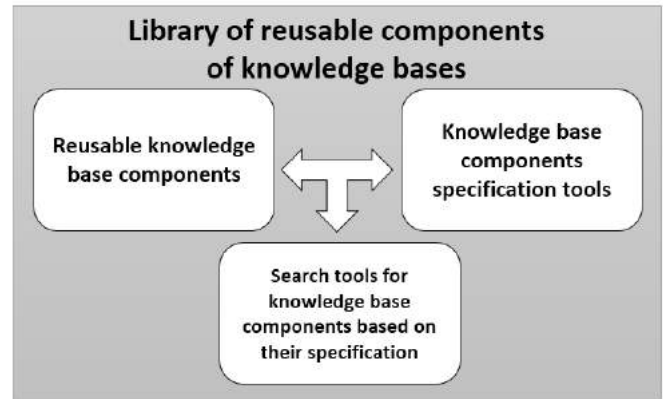 Library of reusable components
of knowledge bases
Reusable knowledge
base components
Knowledge base
components
specification tools
Search tools for
knowledge base
components based on
their specification